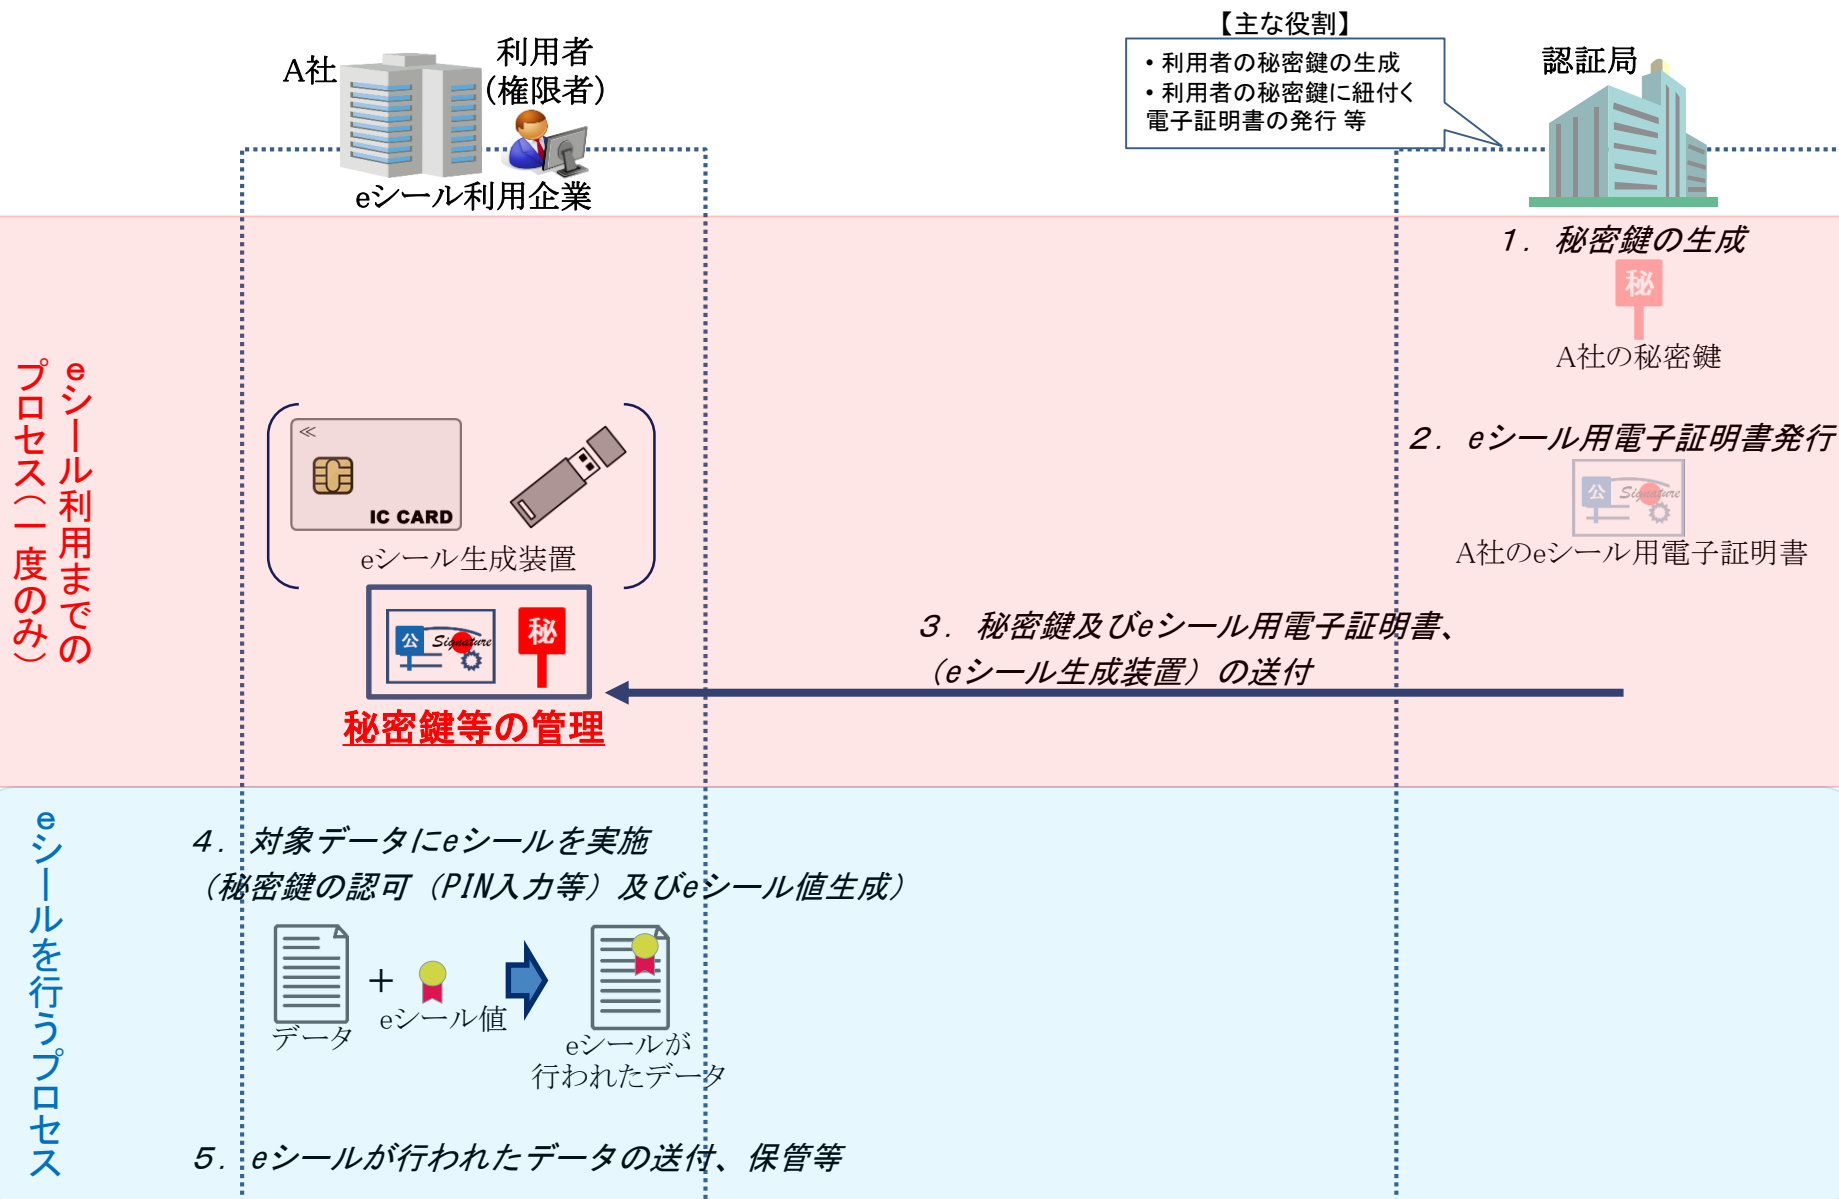 【主な役割】
・利用者の秘密鍵の生成
・利用者の秘密鍵に紐付く
電子証明書の発行 等
A社
利用者
（権限者）
eシール利用企業
認証局
eシール利用までの
プロセス（一度のみ）
1. 秘密鍵の生成
秘
A社の秘密鍵
2. eシール用電子証明書発行
公 Signature
A社のeシール用電子証明書
≪
IC CARD
eシール生成装置
公 Signature
秘
秘密鍵等の管理
3. 秘密鍵及びeシール用電子証明書、
（eシール生成装置）の送付
eシールを行うプロセス
4. 対象データにeシールを実施
（秘密鍵の認可（PIN入力等）及びeシール値生成）
データ
+
eシール値
eシールが
行われたデータ
5. eシールが行われたデータの送付、保管等